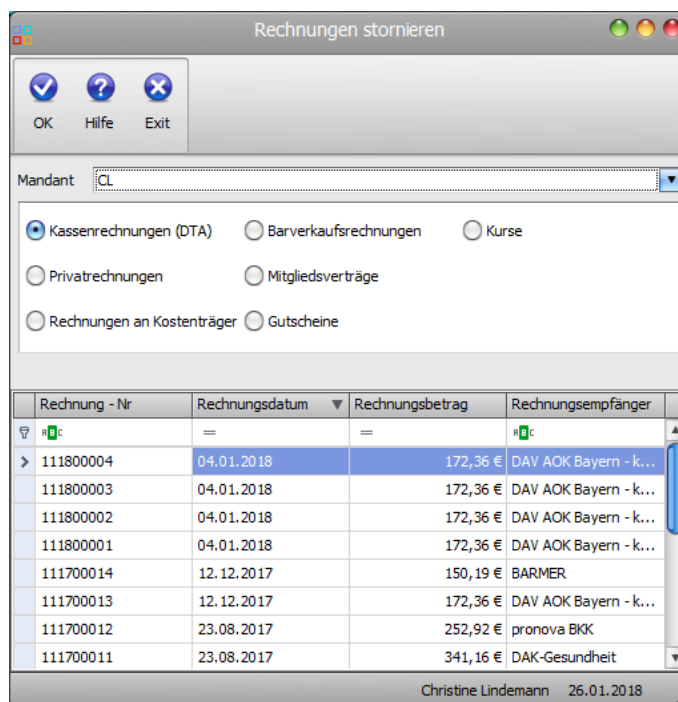 Rechnungen stornieren
OK Hilfe Exit
Mandant CL
Kassenrechnungen (DTA) Barverkaufsrechnungen Kurse
Privatrechnungen Mitgliedsverträge
Rechnungen an Kostenträger Gutscheine
Rechnung - Nr Rechnungsdatum Rechnungsbetrag Rechnungsempfänger
ABC = = ABC
111800004 04.01.2018 172,36 € DAV AOK Bayern - k...
111800003 04.01.2018 172,36 € DAV AOK Bayern - k...
111800002 04.01.2018 172,36 € DAV AOK Bayern - k...
111800001 04.01.2018 172,36 € DAV AOK Bayern - k...
111700014 12.12.2017 150,19 € BARMER
111700013 12.12.2017 172,36 € DAV AOK Bayern - k...
111700012 23.08.2017 252,92 € pronova BKK
111700011 23.08.2017 341,16 € DAK-Gesundheit
Christine Lindemann 26.01.2018